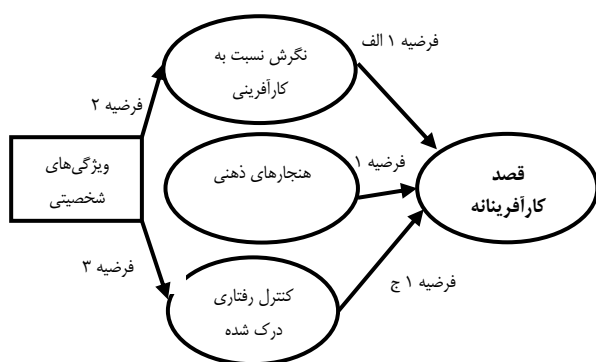 نگرش نسبت به
کارآفرینی
فرضیه ۱ الف
فرضیه ۲
ویژگی‌های
شخصیتی
هنجارهای ذهنی
فرضیه ۱
قصد
کارآفرینانه
فرضیه ۳
کنترل رفتاری
درک شده
فرضیه ۱ ج